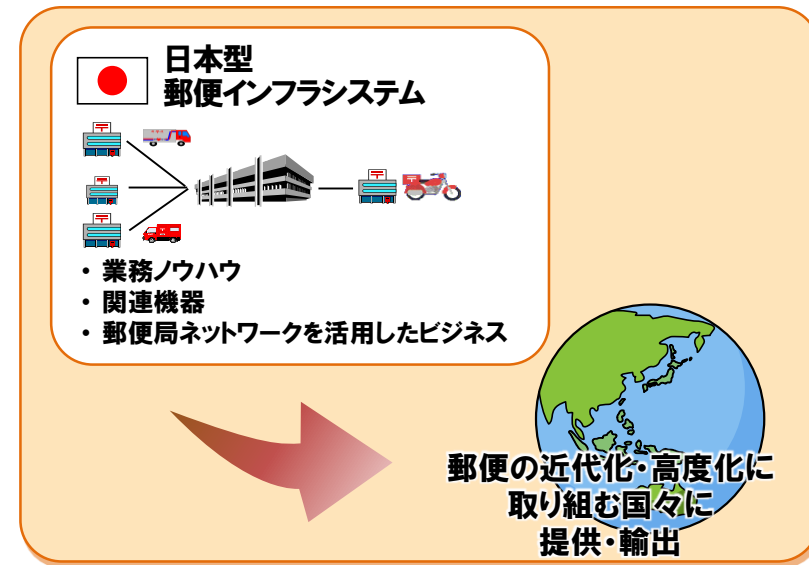 日本型
郵便インフラシステム
〒
〒
〒
〒
・ 業務ノウハウ
・ 関連機器
・ 郵便局ネットワークを活用したビジネス
郵便の近代化・高度化に
取り組む国々に
提供・輸出